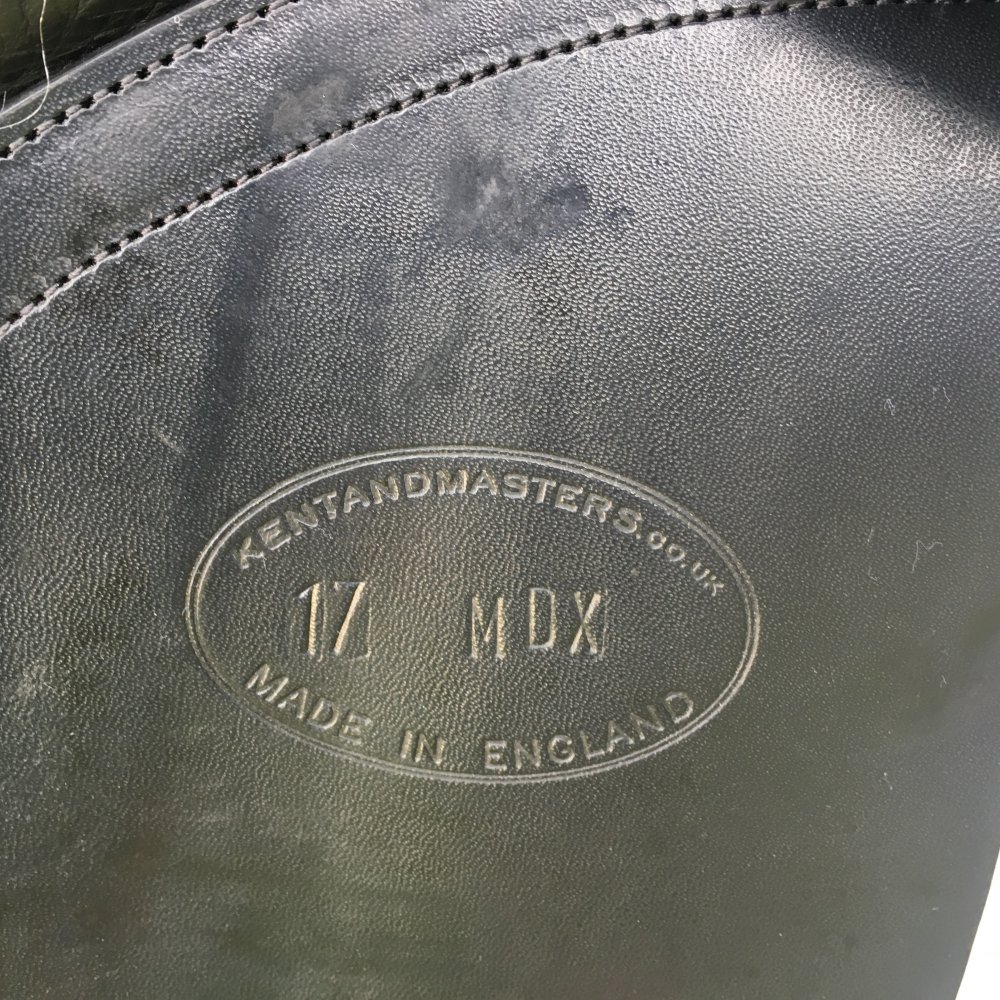 KENTANDMASTERS.CO.UK
17 MDX
MADE IN ENGLAND